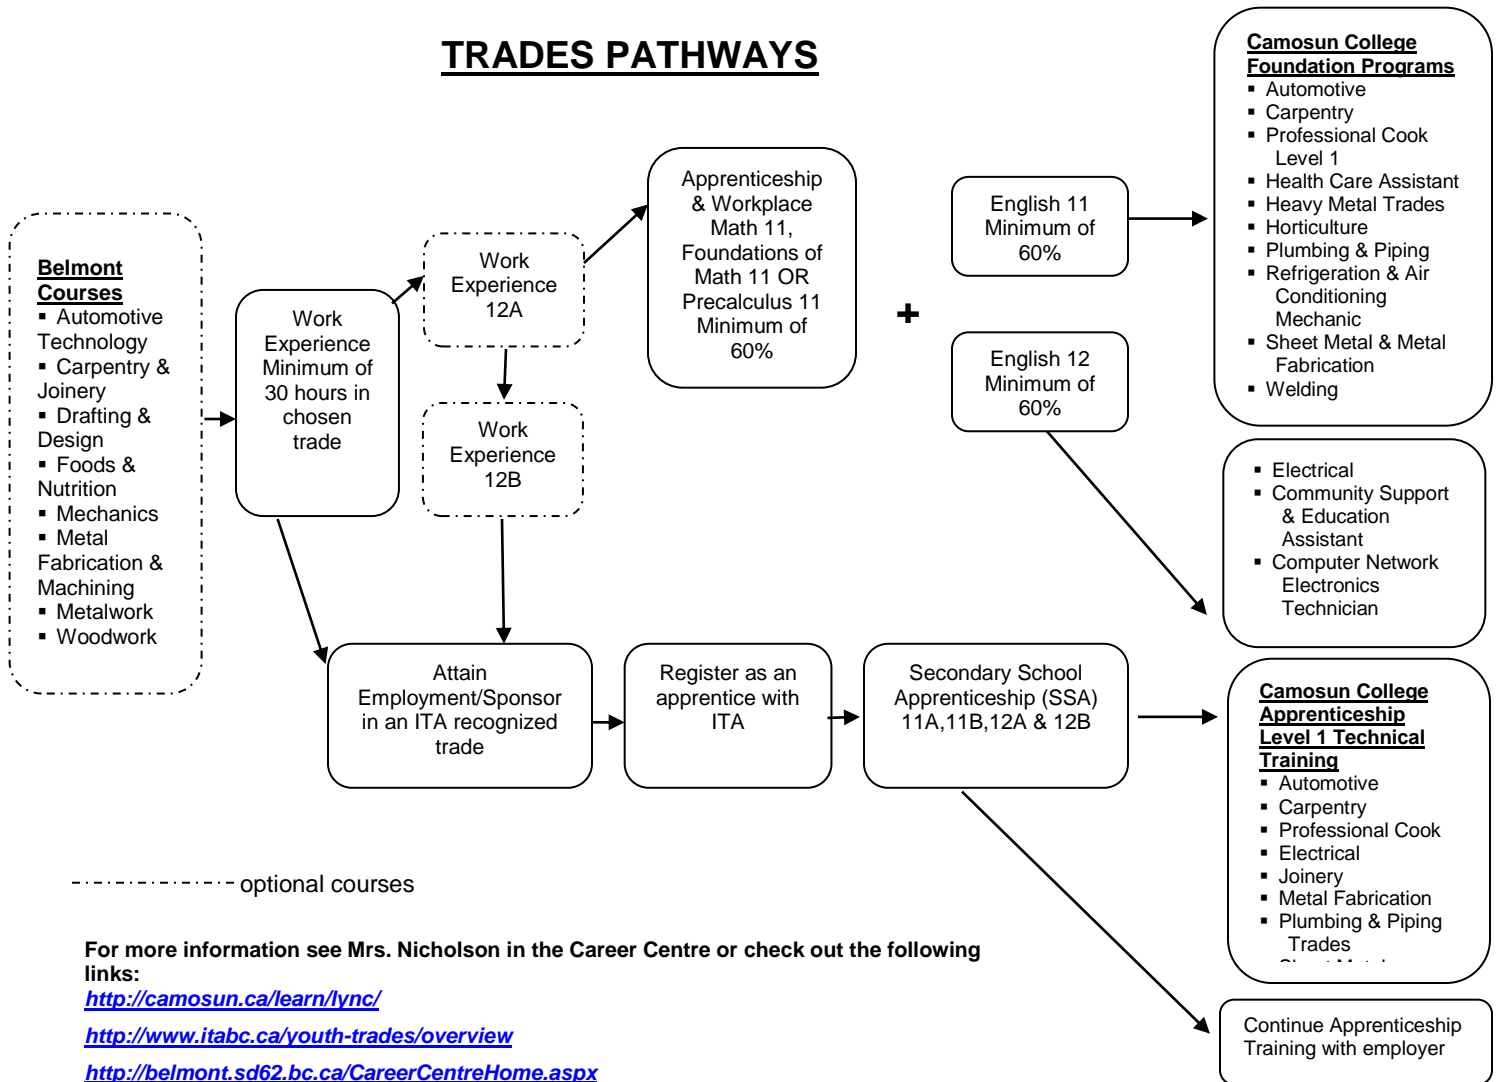 TRADES PATHWAYS
Belmont
Courses
▪ Automotive
Technology
▪ Carpentry &
Joinery
▪ Drafting &
Design
▪ Foods &
Nutrition
▪ Mechanics
▪ Metal
Fabrication &
Machining
▪ Metalwork
▪ Woodwork
Work
Experience
Minimum of
30 hours in
chosen
trade
Work
Experience
12A
Work
Experience
12B
Apprenticeship
& Workplace
Math 11,
Foundations of
Math 11 OR
Precalculus 11
Minimum of
60%
+
English 11
Minimum of
60%
English 12
Minimum of
60%
Camosun College
Foundation Programs
▪ Automotive
▪ Carpentry
▪ Professional Cook
Level 1
▪ Health Care Assistant
▪ Heavy Metal Trades
▪ Horticulture
▪ Plumbing & Piping
▪ Refrigeration & Air
Conditioning
Mechanic
▪ Sheet Metal & Metal
Fabrication
▪ Welding
▪ Electrical
▪ Community Support
& Education
Assistant
▪ Computer Network
Electronics
Technician
Attain
Employment/Sponsor
in an ITA recognized
trade
Register as an
apprentice with
ITA
Secondary School
Apprenticeship (SSA)
11A,11B,12A & 12B
Camosun College
Apprenticeship
Level 1 Technical
Training
▪ Automotive
▪ Carpentry
▪ Professional Cook
▪ Electrical
▪ Joinery
▪ Metal Fabrication
▪ Plumbing & Piping
Trades
Continue Apprenticeship
Training with employer
optional courses
For more information see Mrs. Nicholson in the Career Centre or check out the following
links:
http://camosun.ca/learn/lync/
http://www.itabc.ca/youth-trades/overview
http://belmont.sd62.bc.ca/CareerCentreHome.aspx